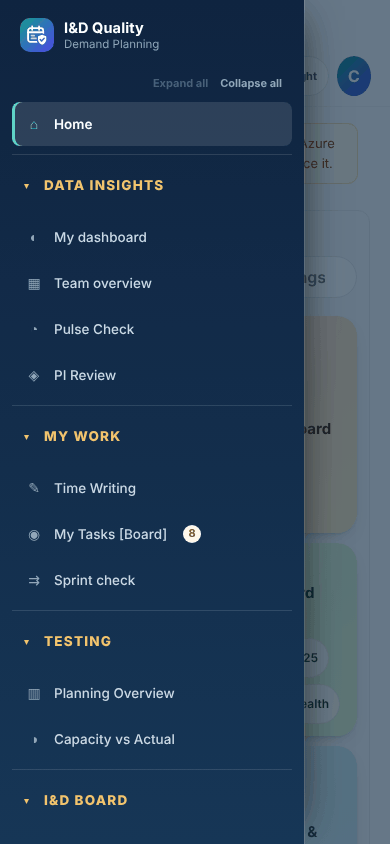 I&D Quality
Demand Planning
Expand all Collapse all
ght
C
Home
Azure
ce it.
DATA INSIGHTS
My dashboard
Team overview
ngs
Pulse Check
PI Review
MY WORK
oard
Time Writing
My Tasks [Board] 8
Sprint check
rd
TESTING
25
Planning Overview
ealth
Capacity vs Actual
I&D BOARD
&